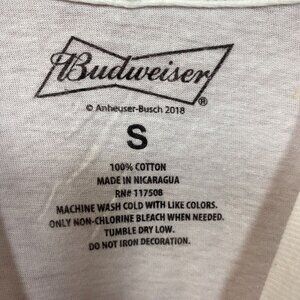 Budweiser
®
© Anheuser-Busch 2018
S
100% COTTON
MADE IN NICARAGUA
RN# 117508
MACHINE WASH COLD WITH LIKE COLORS.
ONLY NON-CHLORINE BLEACH WHEN NEEDED.
TUMBLE DRY LOW.
DO NOT IRON DECORATION.